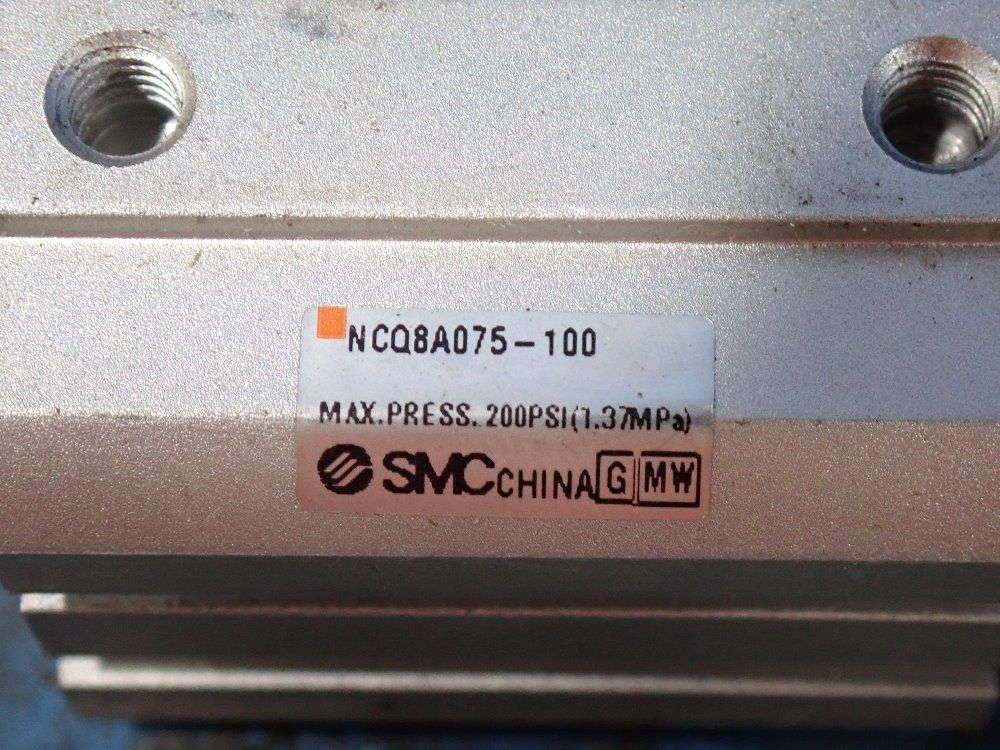 NCQ8A075-100
MAX.PRESS. 200PSI(1.37MPa)
SMC CHINA G MW